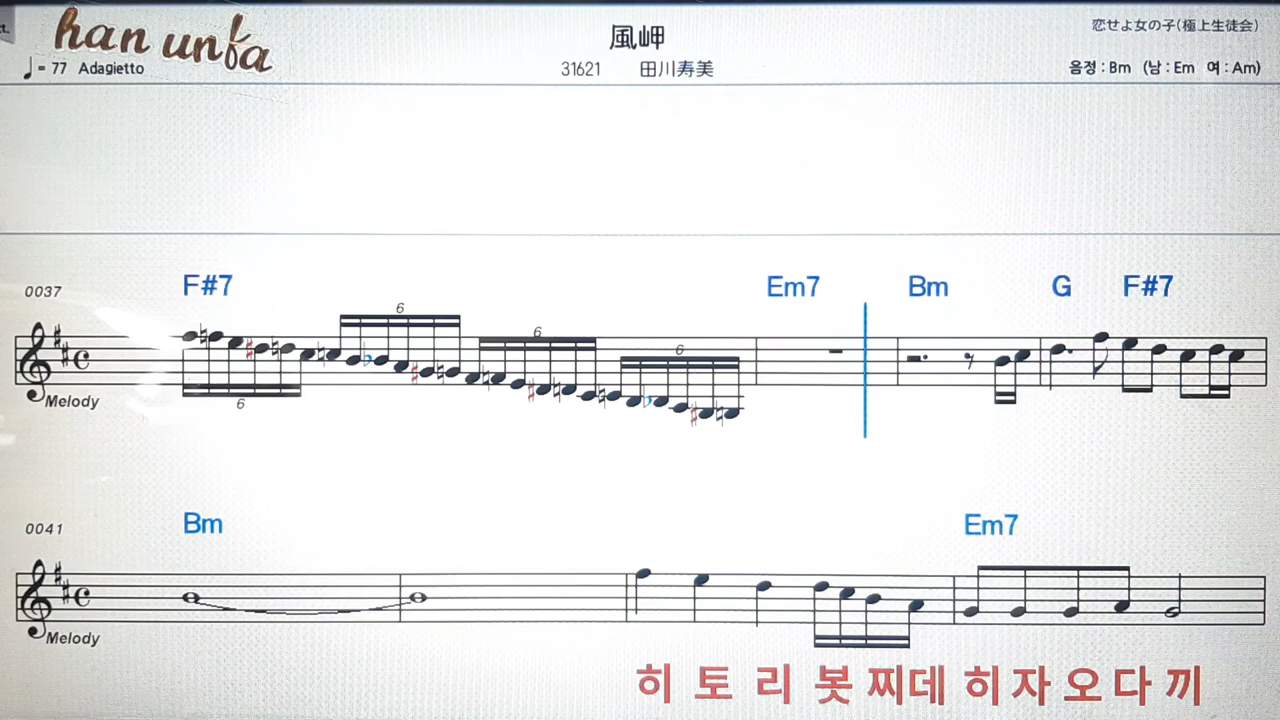 han unfa
風岬
恋せよ女の子(極上生徒会)
♩= 77 Adagietto
31621 田川寿美
음정 : Bm (남 : Em 여 : Am)
0037 F#7 Em7 Bm G F#7
6 6 6 6
Melody
0041 Bm Em7
Melody
히 토 리 봇 찌데 히 자 오 다 끼